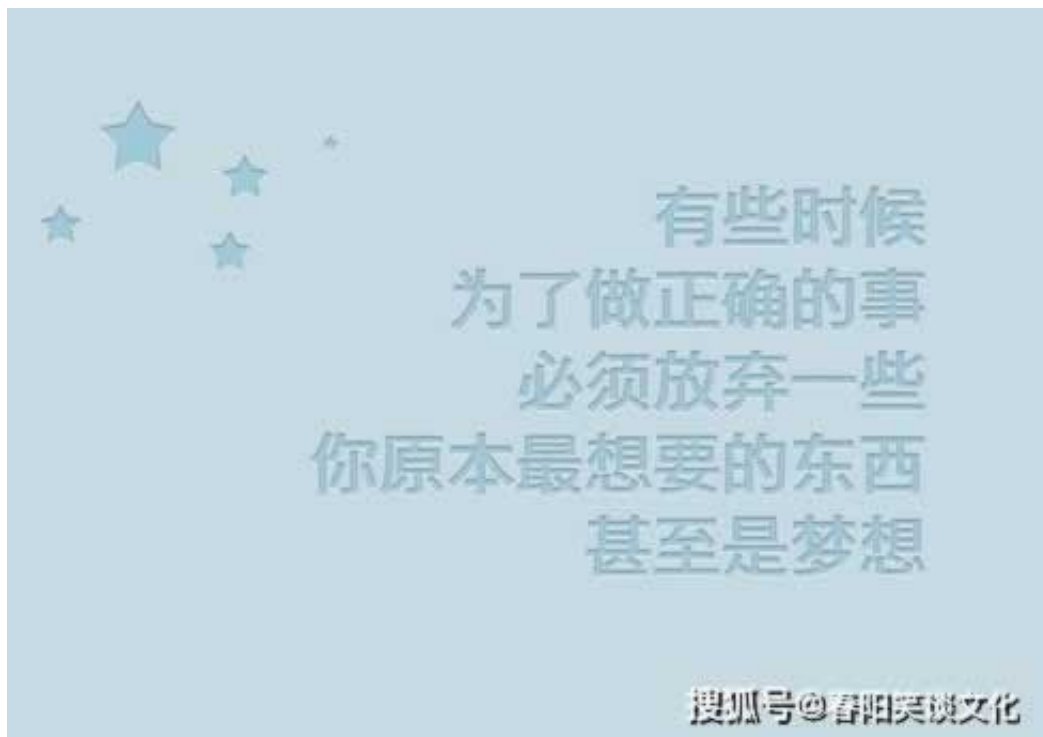 有些时候
为了做正确的事
必须放弃一些
你原本最想要的东西
甚至是梦想
搜狐号@春阳笑谈文化